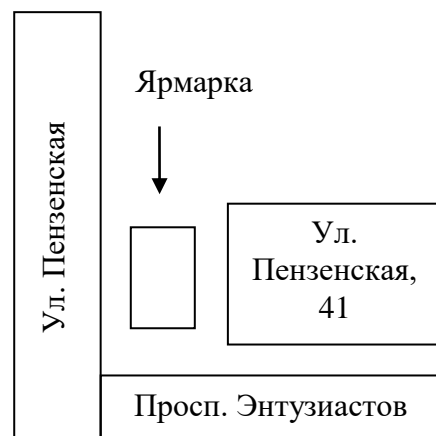 Ярмарка
Ул. Пензенская
Ул.
Пензенская,
41
Просп. Энтузиастов